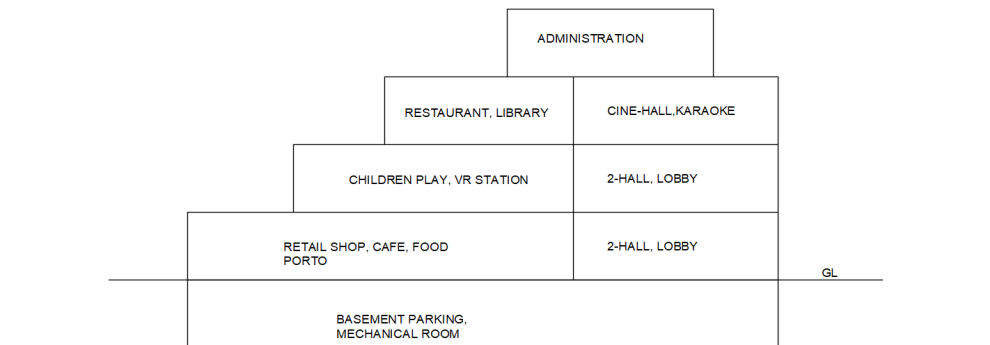 ADMINISTRATION
RESTAURANT, LIBRARY
CINE-HALL,KARAOKE
CHILDREN PLAY, VR STATION
2-HALL, LOBBY
RETAIL SHOP, CAFE, FOOD
PORTO
2-HALL, LOBBY
GL
BASEMENT PARKING,
MECHANICAL ROOM